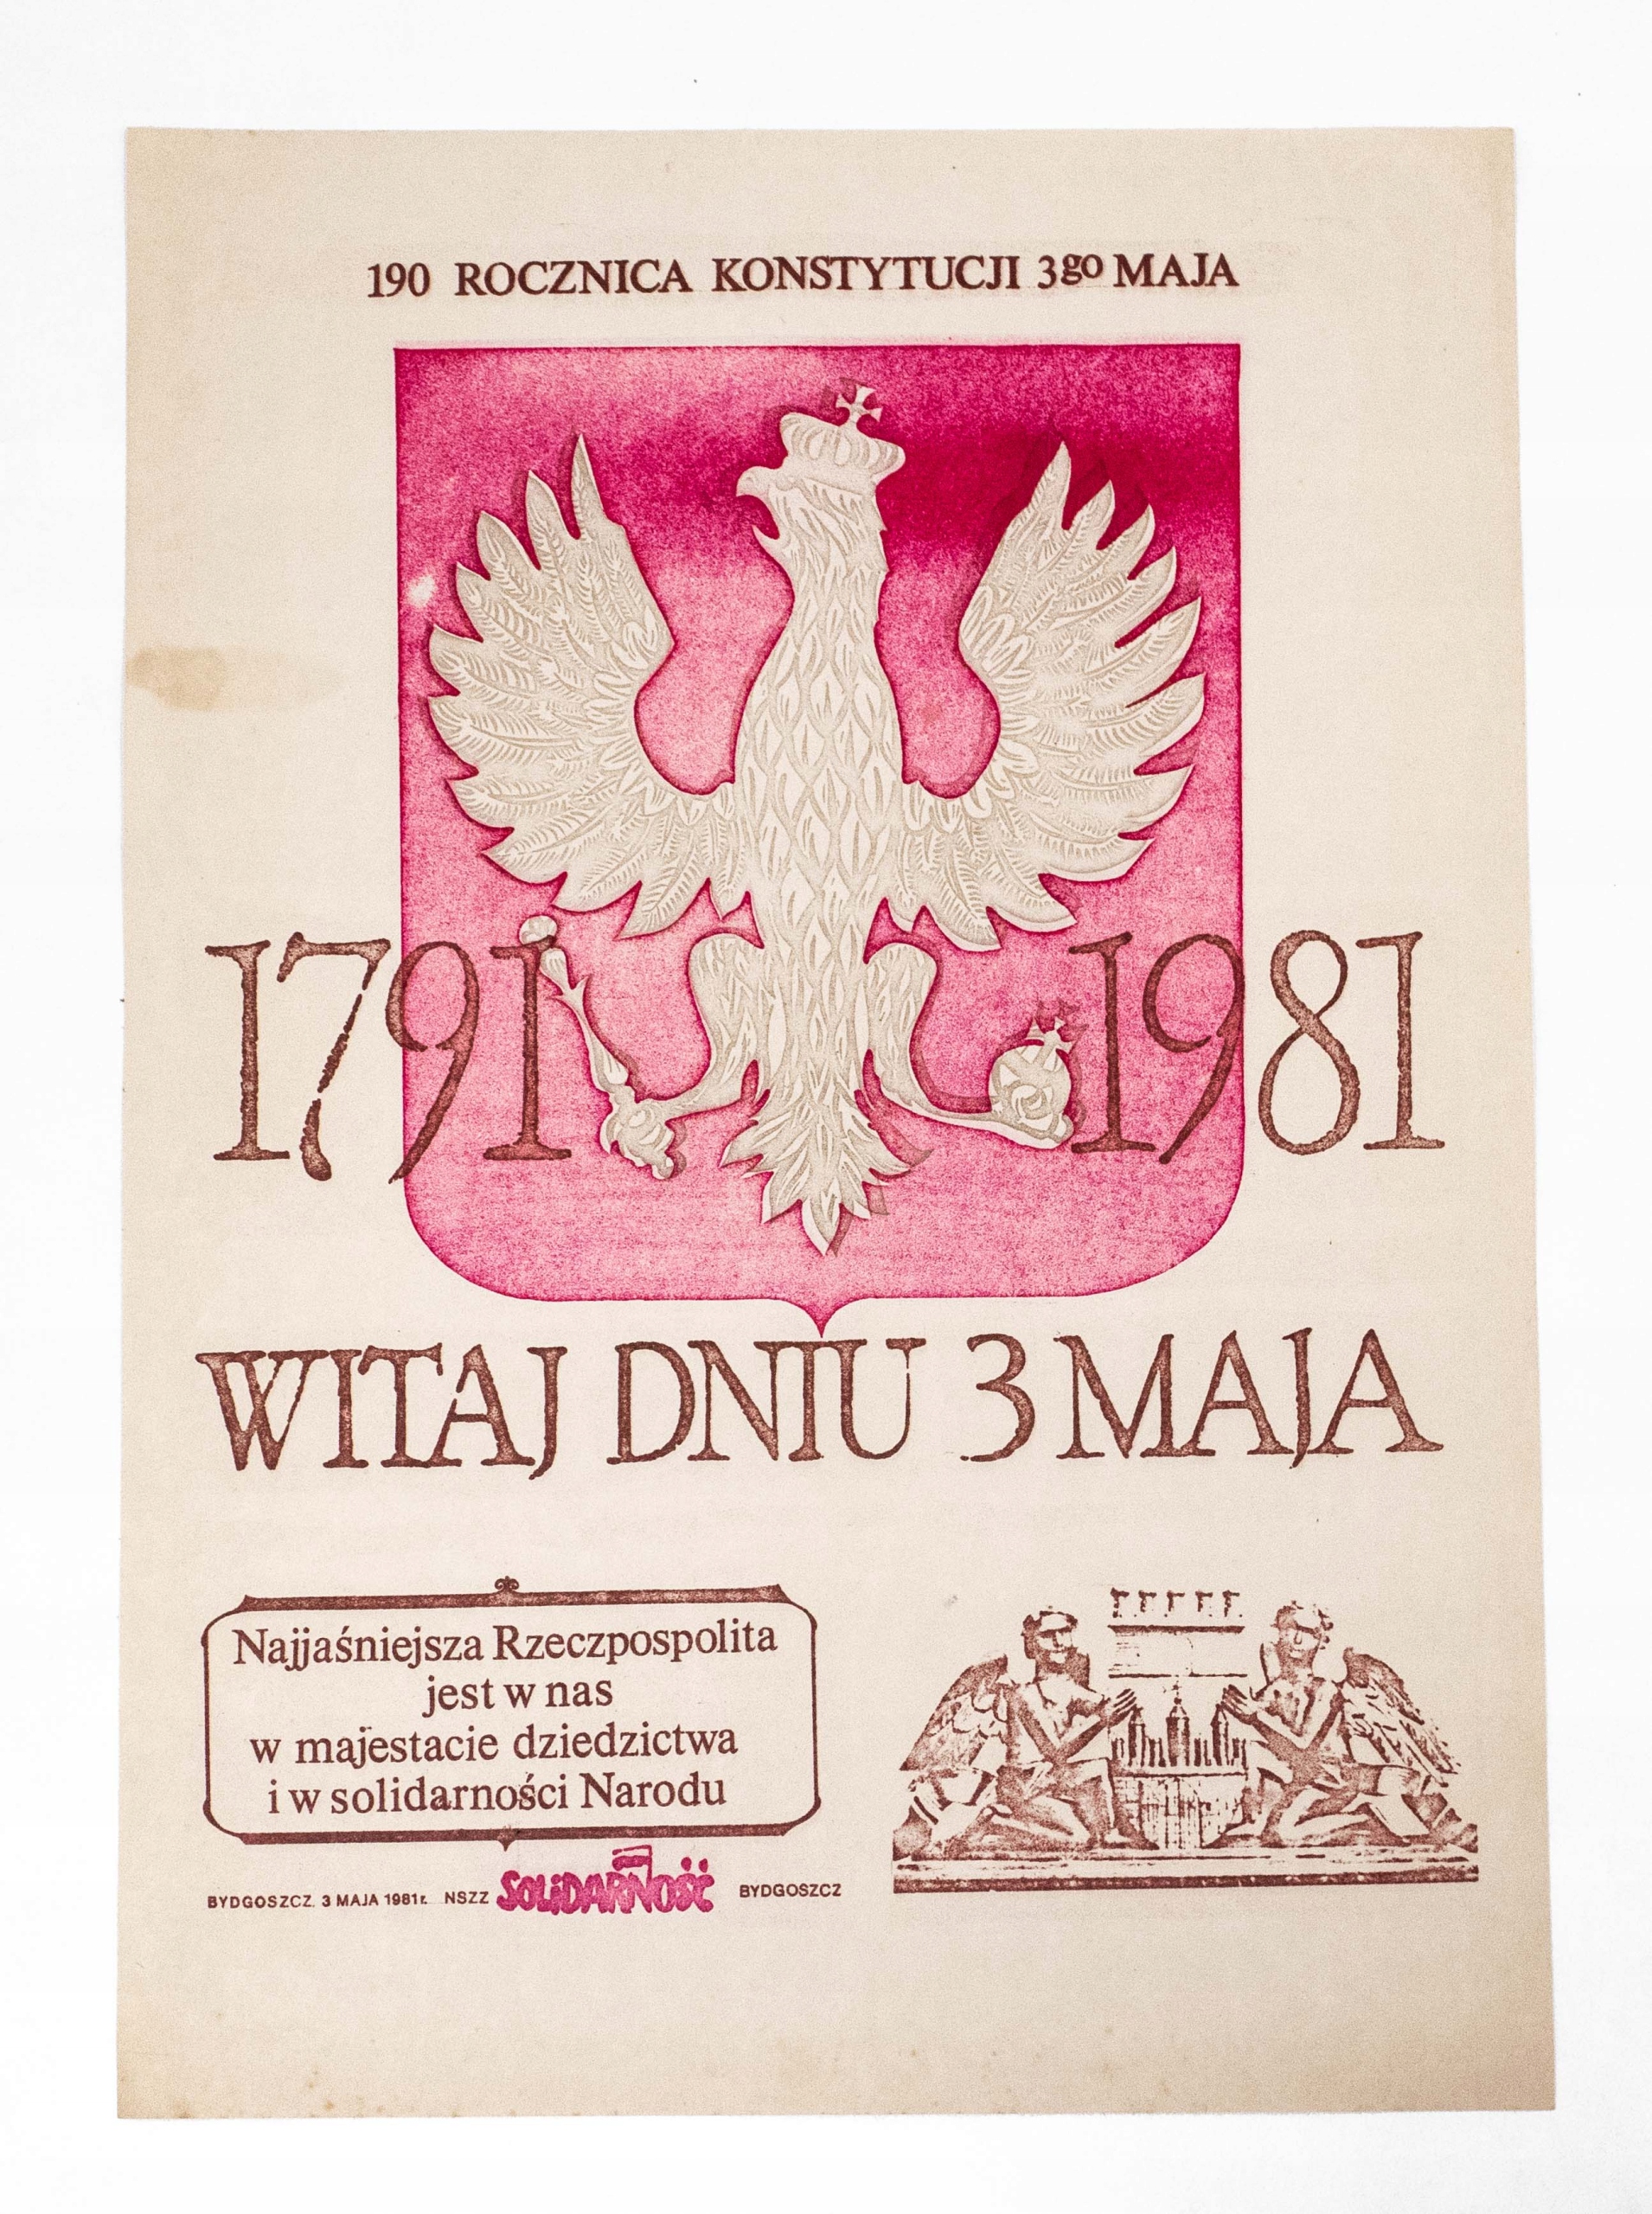 190 ROCZNICA KONSTYTUCJI 3go MAJA
1791 1981
WITAJ DNIU 3 MAJA
Najjaśniejsza Rzeczpospolita
jest w nas
w majestacie dziedzictwa
i w solidarności Narodu
BYDGOSZCZ. 3 MAJA 1981r. NSZZ SOLiDARNOŚĆ BYDGOSZCZ